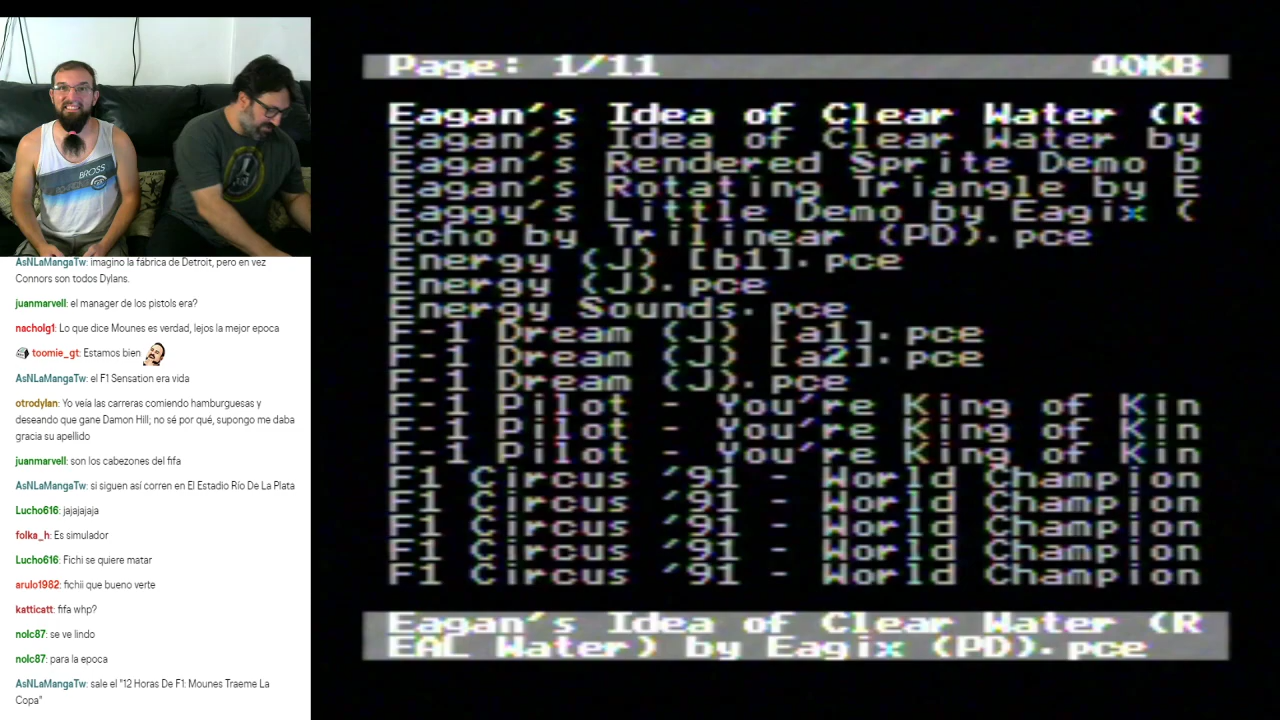 BROSS
AsNLaMangaTw: imagino la fábrica de Detroit, pero en vez
Connors son todos Dylans.
juanmarvell: el manager de los pistols era?
nacholg1: Lo que dice Mounes es verdad, lejos la mejor epoca
toomie_gt: Estamos bien
AsNLaMangaTw: el F1 Sensation era vida
otrodylan: Yo veía las carreras comiendo hamburguesas y
deseando que gane Damon Hill; no sé por qué, supongo me daba
gracia su apellido
juanmarvell: son los cabezones del fifa
AsNLaMangaTw: si siguen así corren en El Estadio Río De La Plata
Lucho616: jajajajaja
folka_h: Es simulador
Lucho616: Fichi se quiere matar
arulo1982: fichii que bueno verte
katticatt: fifa whp?
nolc87: se ve lindo
nolc87: para la epoca
AsNLaMangaTw: sale el "12 Horas De F1: Mounes Traeme La
Copa"
Page: 1/11 40KB
Eagan's Idea of Clear Water (R
Eagan's Idea of Clear Water by
Eagan's Rendered Sprite Demo b
Eagan's Rotating Triangle by E
Eaggy's Little Demo by Eagix (
Echo by Trilinear (PD).pce
Energy (J) [b1].pce
Energy (J).pce
Energy Sounds.pce
F-1 Dream (J) [a1].pce
F-1 Dream (J) [a2].pce
F-1 Dream (J).pce
F-1 Pilot - You're King of Kin
F-1 Pilot - You're King of Kin
F-1 Pilot - You're King of Kin
F1 Circus '91 - World Champion
F1 Circus '91 - World Champion
F1 Circus '91 - World Champion
F1 Circus '91 - World Champion
F1 Circus '91 - World Champion
Eagan's Idea of Clear Water (R
EAL Water) by Eagix (PD).pce